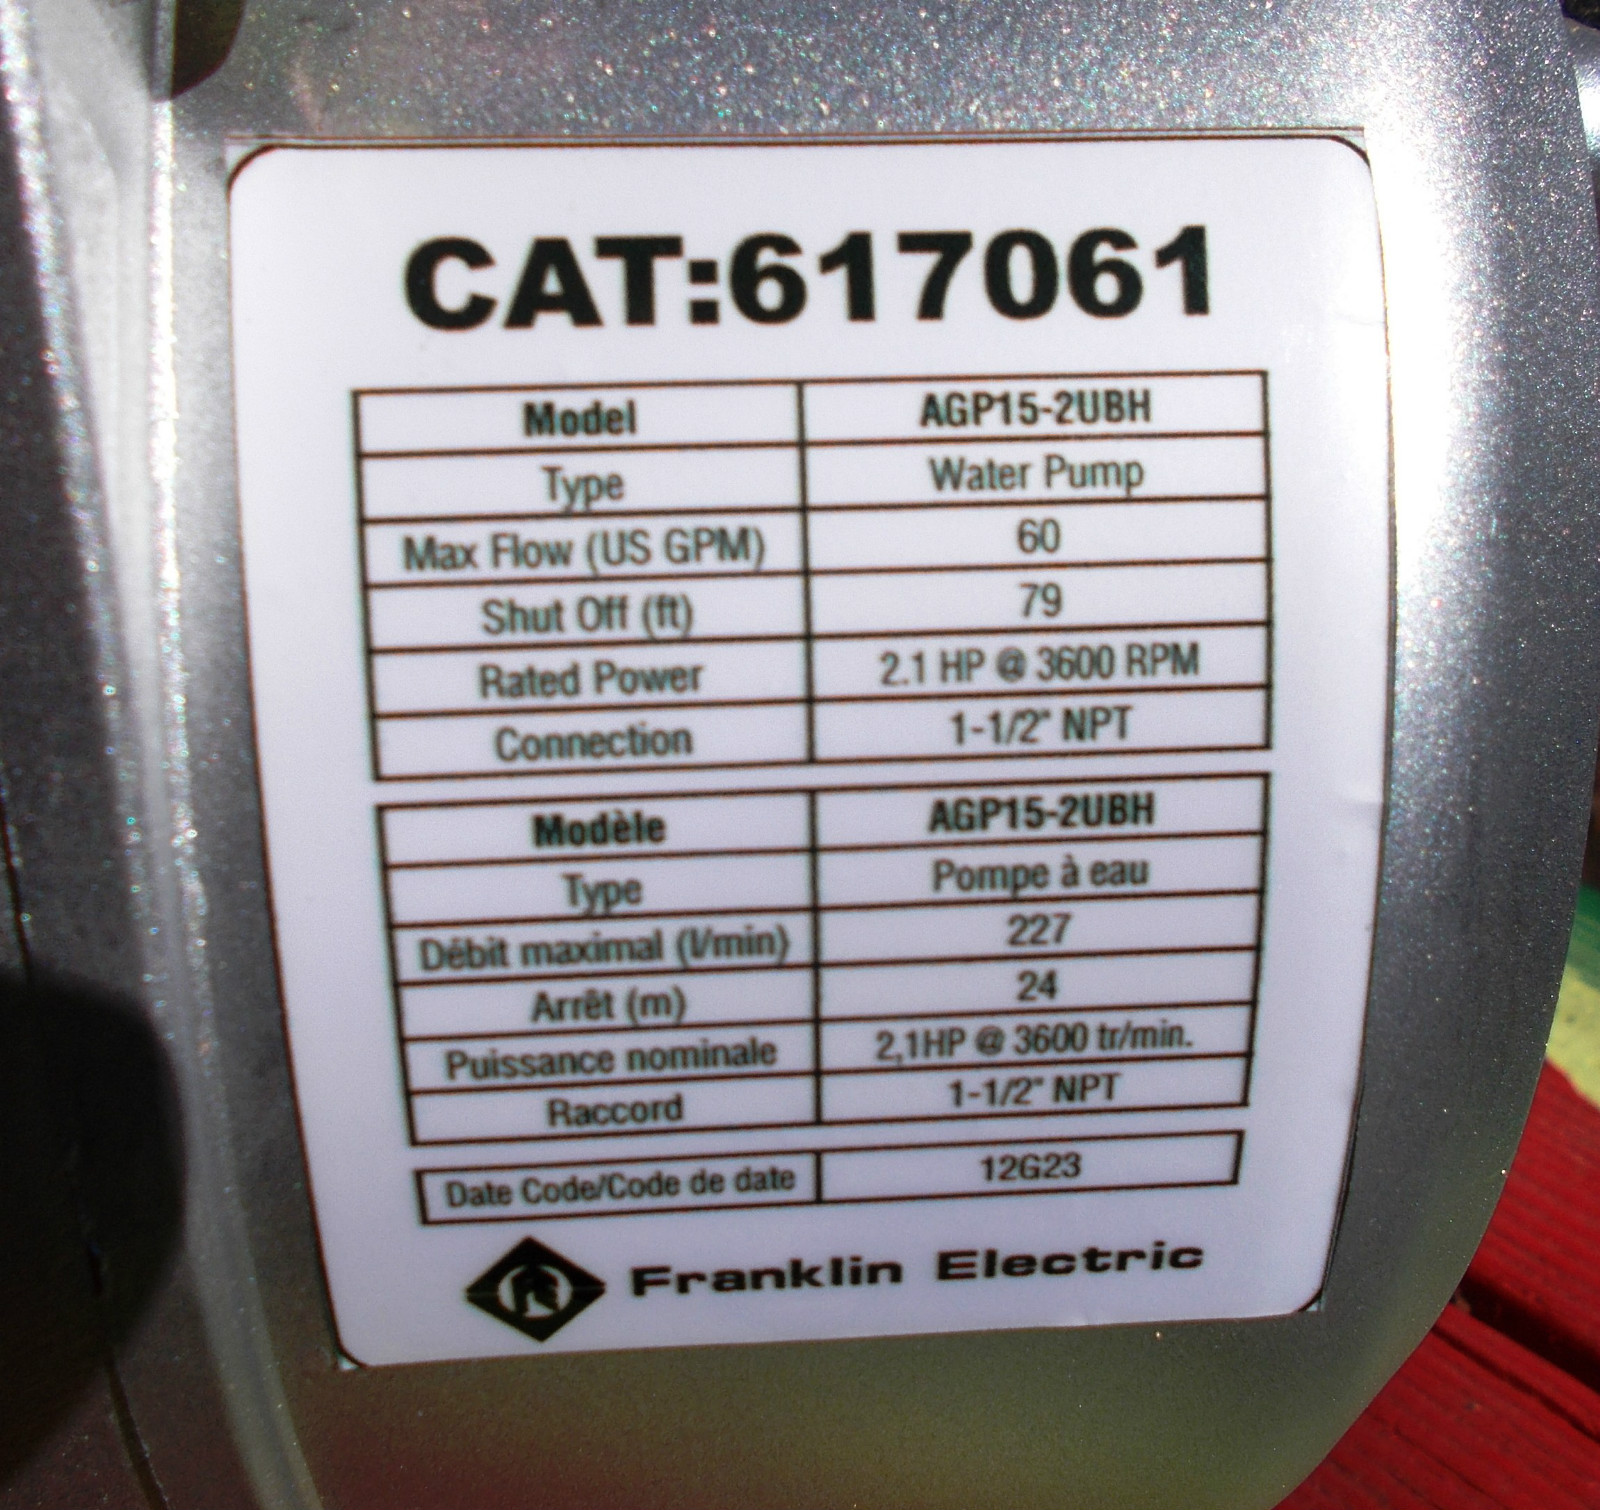 CAT:617061
Model AGP15-2UBH
Type Water Pump
Max Flow (US GPM) 60
Shut Off (ft) 79
Rated Power 2.1 HP @ 3600 RPM
Connection 1-1/2" NPT
Modèle AGP15-2UBH
Type Pompe à eau
Débit maximal (l/min) 227
Arrêt (m) 24
Puissance nominale 2,1HP @ 3600 tr/min.
Raccord 1-1/2" NPT
Date Code/Code de date 12G23
Franklin Electric